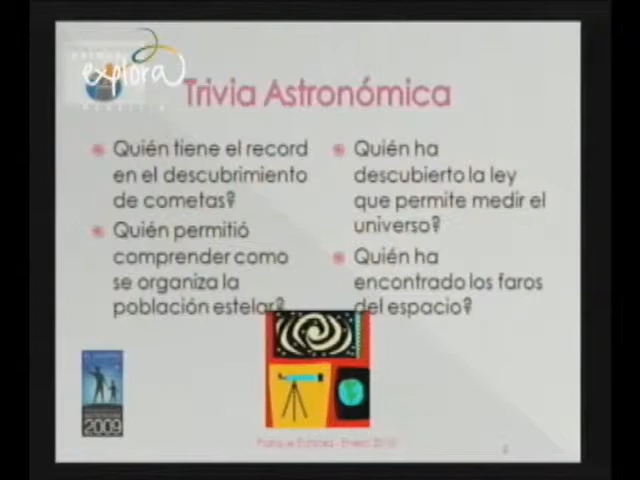 explora
Trivia Astronómica
Quién tiene el record
en el descubrimiento
de cometas?
Quién permitió
comprender como
se organiza la
población estelar?
Quién ha
descubierto la ley
que permite medir el
universo?
Quién ha
encontrado los faros
del espacio?
2009